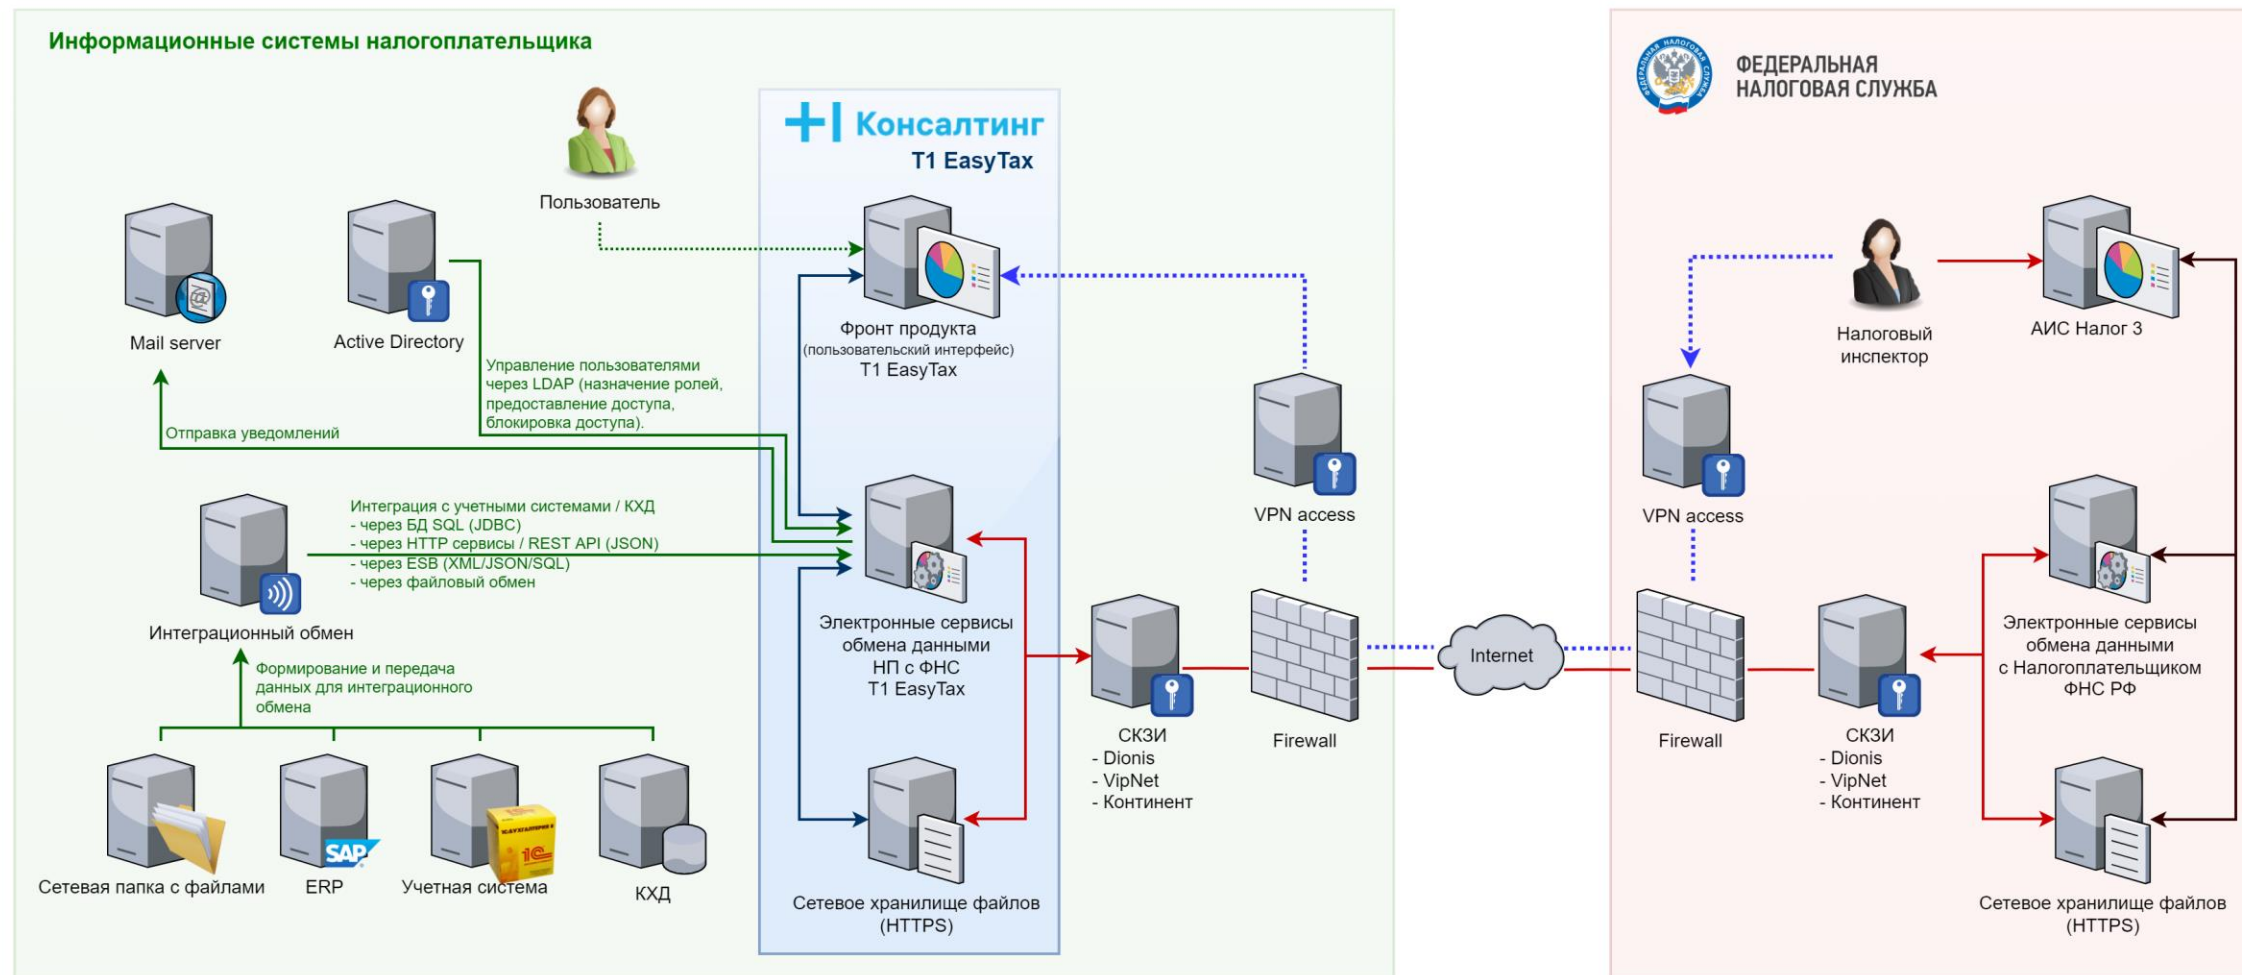 Информационные системы налогоплательщика
Пользователь
Консалтинг
T1 EasyTax
ФЕДЕРАЛЬНАЯ
НАЛОГОВАЯ СЛУЖБА
Mail server
Active Directory
Фронт продукта
(пользовательский интерфейс)
T1 EasyTax
Налоговый
инспектор
АИС Налог 3
Управление пользователями
через LDAP (назначение ролей,
предоставление доступа,
блокировка доступа).
Отправка уведомлений
VPN access
VPN access
Интеграция с учетными системами / КХД
- через БД SQL (JDBC)
- через HTTP сервисы / REST API (JSON)
- через ESB (XML/JSON/SQL)
- через файловый обмен
Интеграционный обмен
Электронные сервисы
обмена данными
НП с ФНС
T1 EasyTax
Internet
Электронные сервисы
обмена данными
с Налогоплательщиком
ФНС РФ
Формирование и передача
данных для интеграционного
обмена
СКЗИ
- Dionis
- VipNet
- Континент
Firewall
Firewall
СКЗИ
- Dionis
- VipNet
- Континент
SAP
1С
Сетевая папка с файлами
ERP
Учетная система
КХД
Сетевое хранилище файлов
(HTTPS)
Сетевое хранилище файлов
(HTTPS)